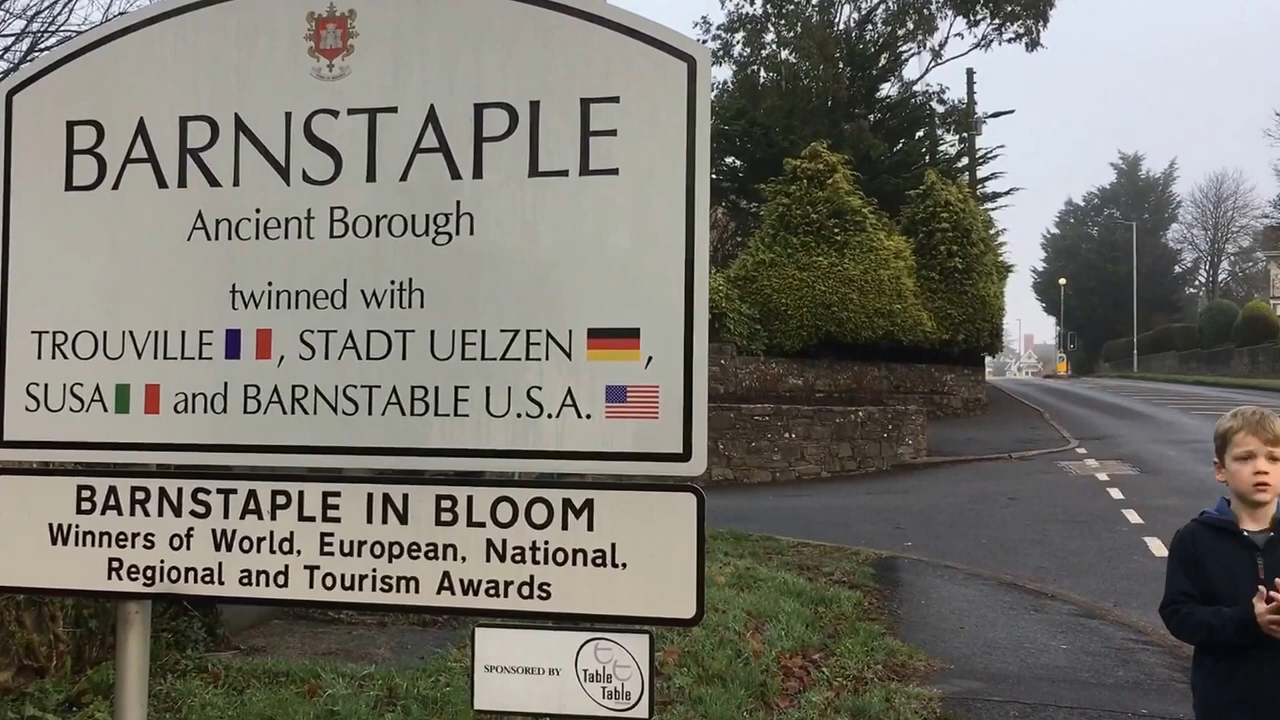 BARNSTAPLE
Ancient Borough
twinned with
TROUVILLE , STADT UELZEN ,
SUSA and BARNSTABLE U.S.A.
BARNSTAPLE IN BLOOM
Winners of World, European, National,
Regional and Tourism Awards
SPONSORED BY
Table
Table